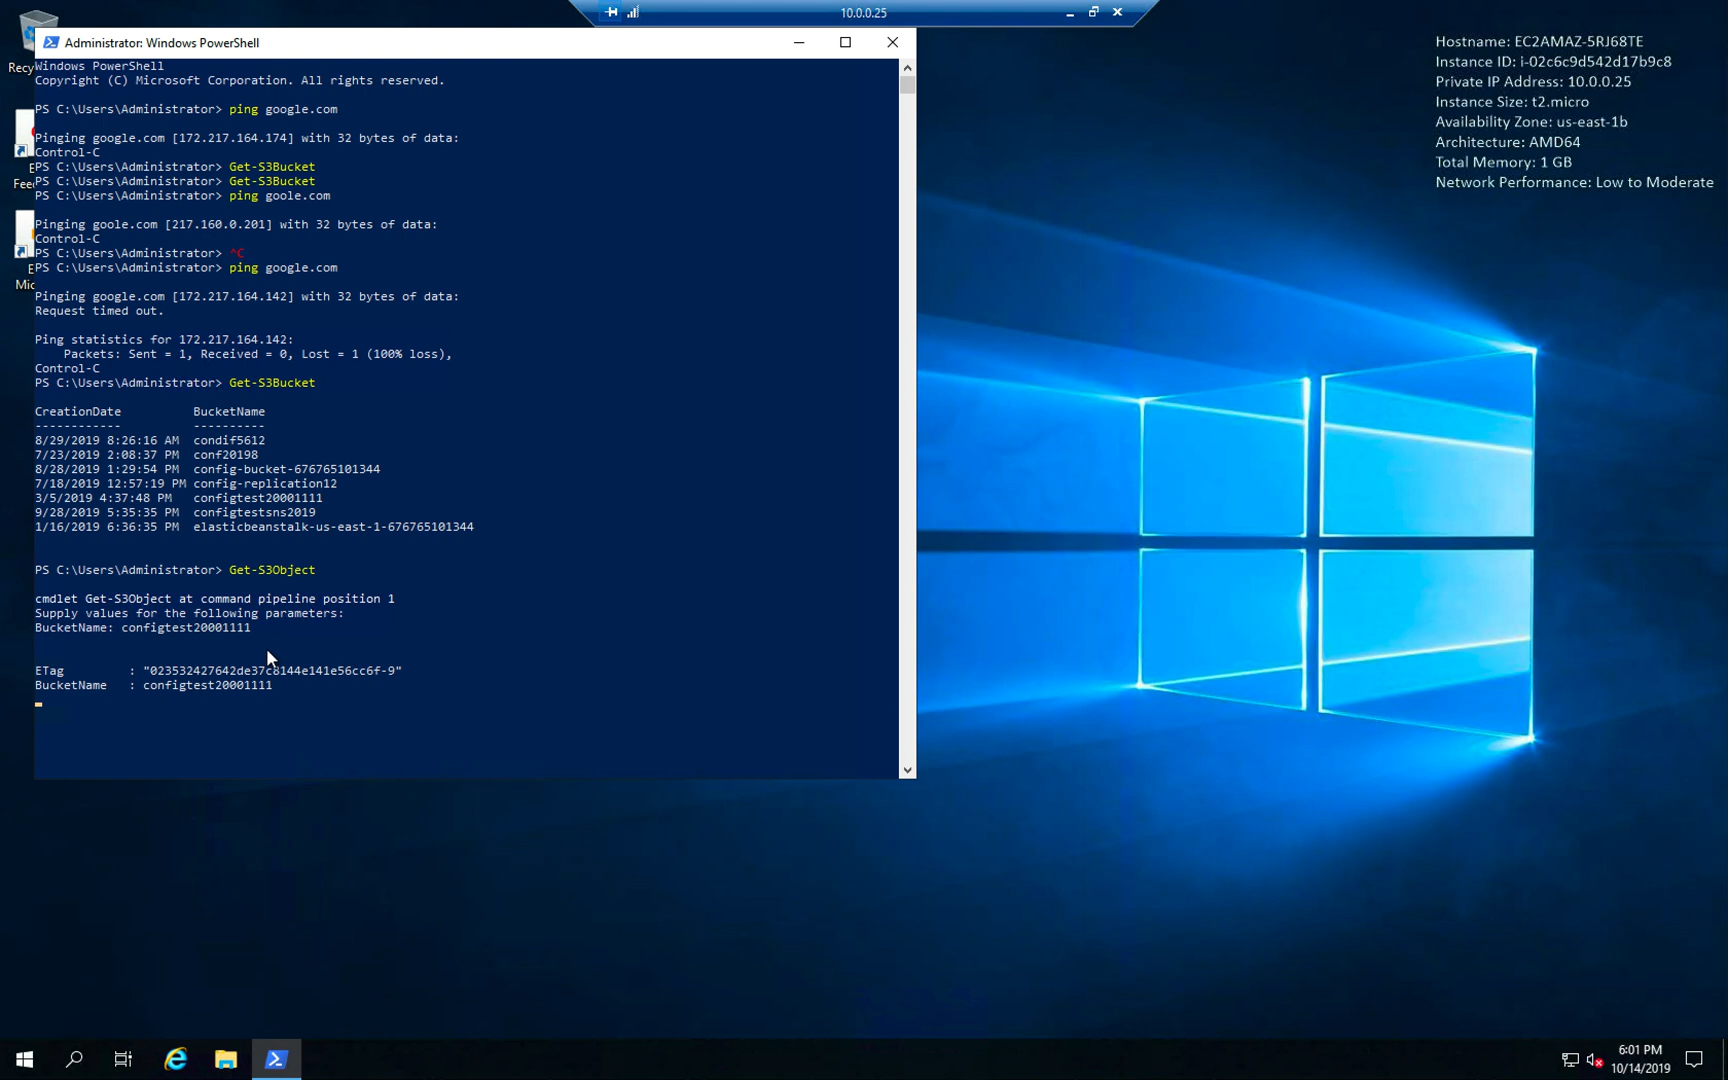 10.0.0.25
Hostname: EC2AMAZ-5RJ68TE
Instance ID: i-02c6c9d542d17b9c8
Private IP Address: 10.0.0.25
Instance Size: t2.micro
Availability Zone: us-east-1b
Architecture: AMD64
Total Memory: 1 GB
Network Performance: Low to Moderate
Recy
Fee
Mic
Administrator: Windows PowerShell
Windows PowerShell
Copyright (C) Microsoft Corporation. All rights reserved.
PS C:\Users\Administrator> ping google.com
Pinging google.com [172.217.164.174] with 32 bytes of data:
Control-C
PS C:\Users\Administrator> Get-S3Bucket
PS C:\Users\Administrator> Get-S3Bucket
PS C:\Users\Administrator> ping goole.com
Pinging goole.com [217.160.0.201] with 32 bytes of data:
Control-C
PS C:\Users\Administrator> ^C
PS C:\Users\Administrator> ping google.com
Pinging google.com [172.217.164.142] with 32 bytes of data:
Request timed out.
Ping statistics for 172.217.164.142:
Packets: Sent = 1, Received = 0, Lost = 1 (100% loss),
Control-C
PS C:\Users\Administrator> Get-S3Bucket
CreationDate BucketName
------------ ----------
8/29/2019 8:26:16 AM condif5612
7/23/2019 2:08:37 PM conf20198
8/28/2019 1:29:54 PM config-bucket-676765101344
7/18/2019 12:57:19 PM config-replication12
3/5/2019 4:37:48 PM configtest20001111
9/28/2019 5:35:35 PM configtestsns2019
1/16/2019 6:36:35 PM elasticbeanstalk-us-east-1-676765101344
PS C:\Users\Administrator> Get-S3Object
cmdlet Get-S3Object at command pipeline position 1
Supply values for the following parameters:
BucketName: configtest20001111
ETag : "023532427642de37c8144e141e56cc6f-9"
BucketName : configtest20001111
6:01 PM
10/14/2019